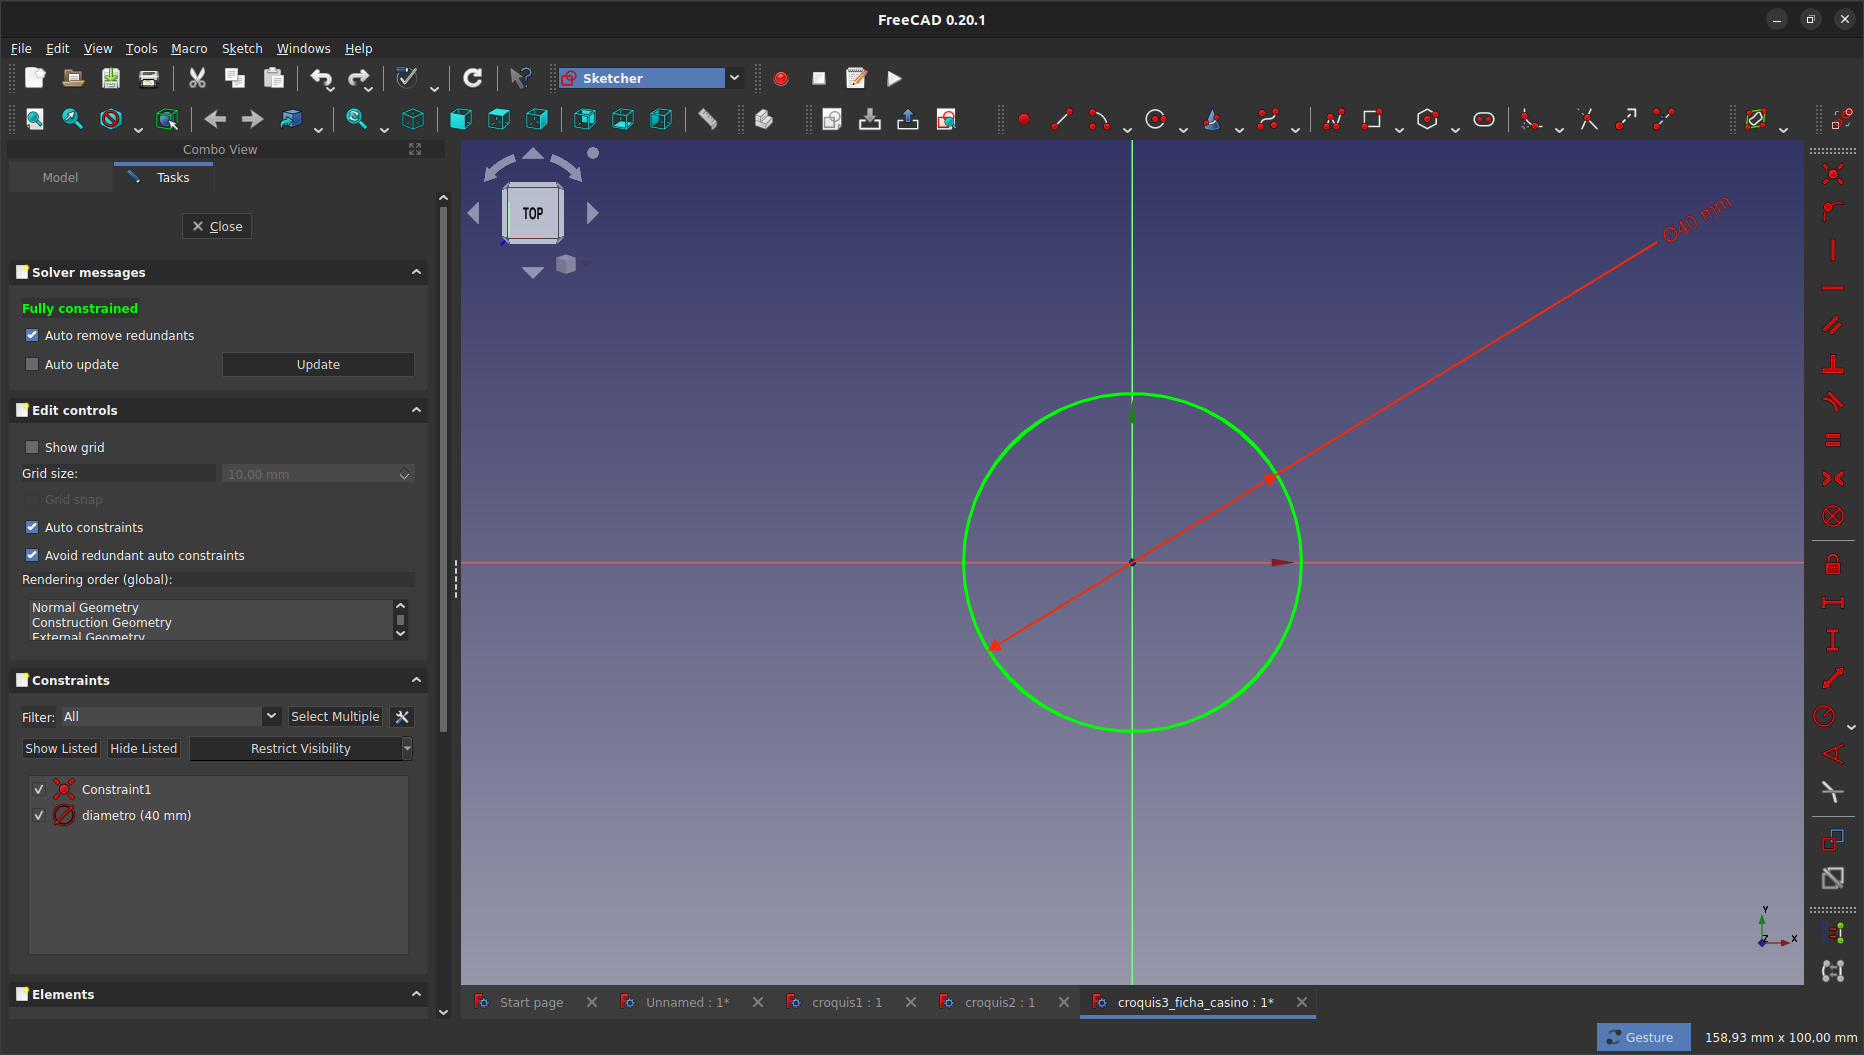 FreeCAD 0.20.1
File Edit View Tools Macro Sketch Windows Help
Sketcher
Combo View
Model Tasks
Close
Solver messages
Fully constrained
Auto remove redundants
Auto update Update
Edit controls
Show grid
Grid size: 10,00 mm
Grid snap
Auto constraints
Avoid redundant auto constraints
Rendering order (global):
Normal Geometry
Construction Geometry
External Geometry
Constraints
Filter: All Select Multiple
Show Listed Hide Listed Restrict Visibility
Constraint1
diametro (40 mm)
Elements
TOP
∅40 mm
Y
Z X
Start page Unnamed : 1* croquis1 : 1 croquis2 : 1 croquis3_ficha_casino : 1*
Gesture 158,93 mm x 100,00 mm